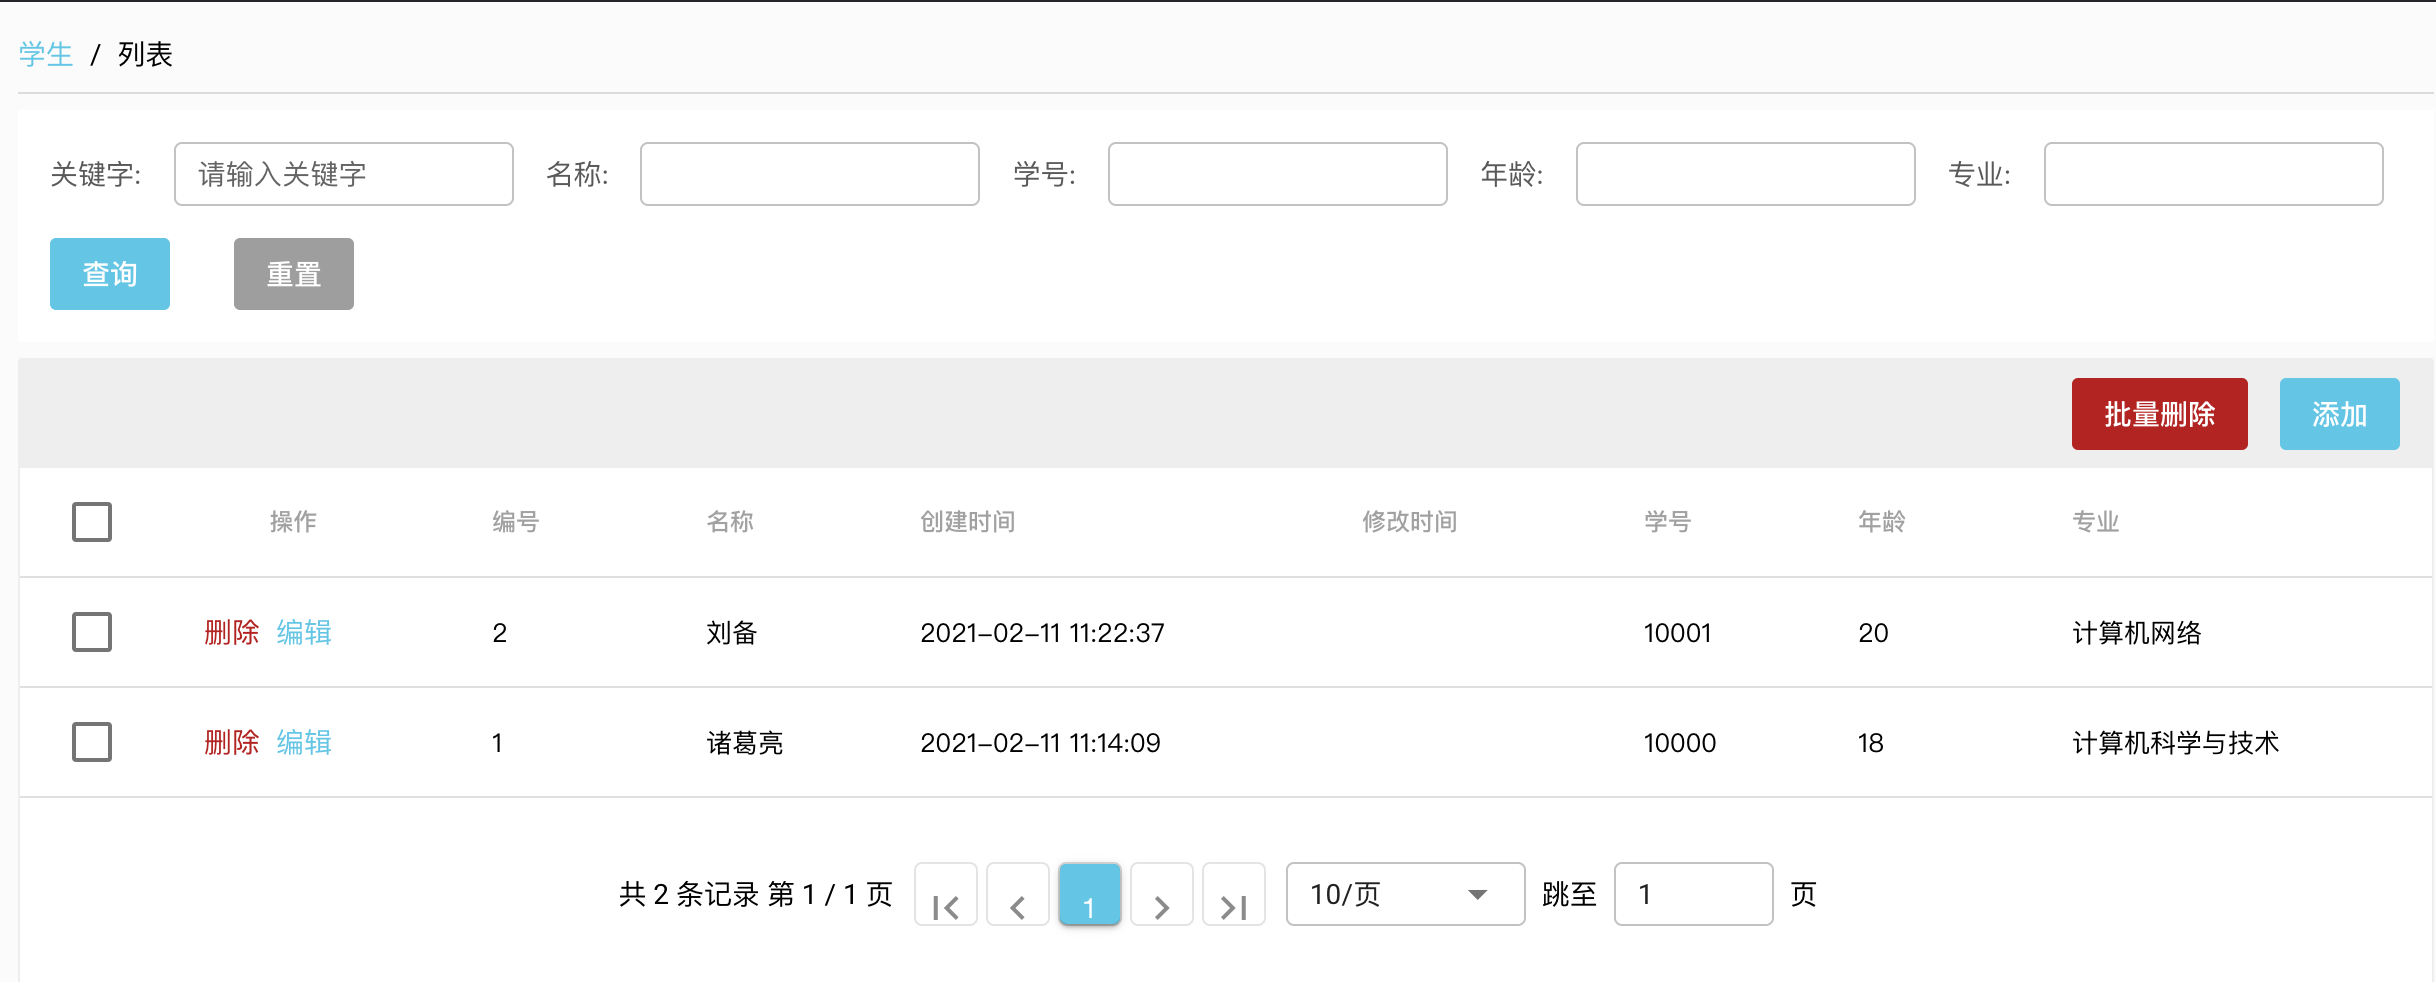 学生 / 列表
关键字: 请输入关键字 名称: 学号: 年龄: 专业:
查询 重置
批量删除 添加
操作 编号 名称 创建时间 修改时间 学号 年龄 专业
删除 编辑 2 刘备 2021-02-11 11:22:37 10001 20 计算机网络
删除 编辑 1 诸葛亮 2021-02-11 11:14:09 10000 18 计算机科学与技术
共 2 条记录 第 1 / 1 页 1 10/页 跳至 1 页